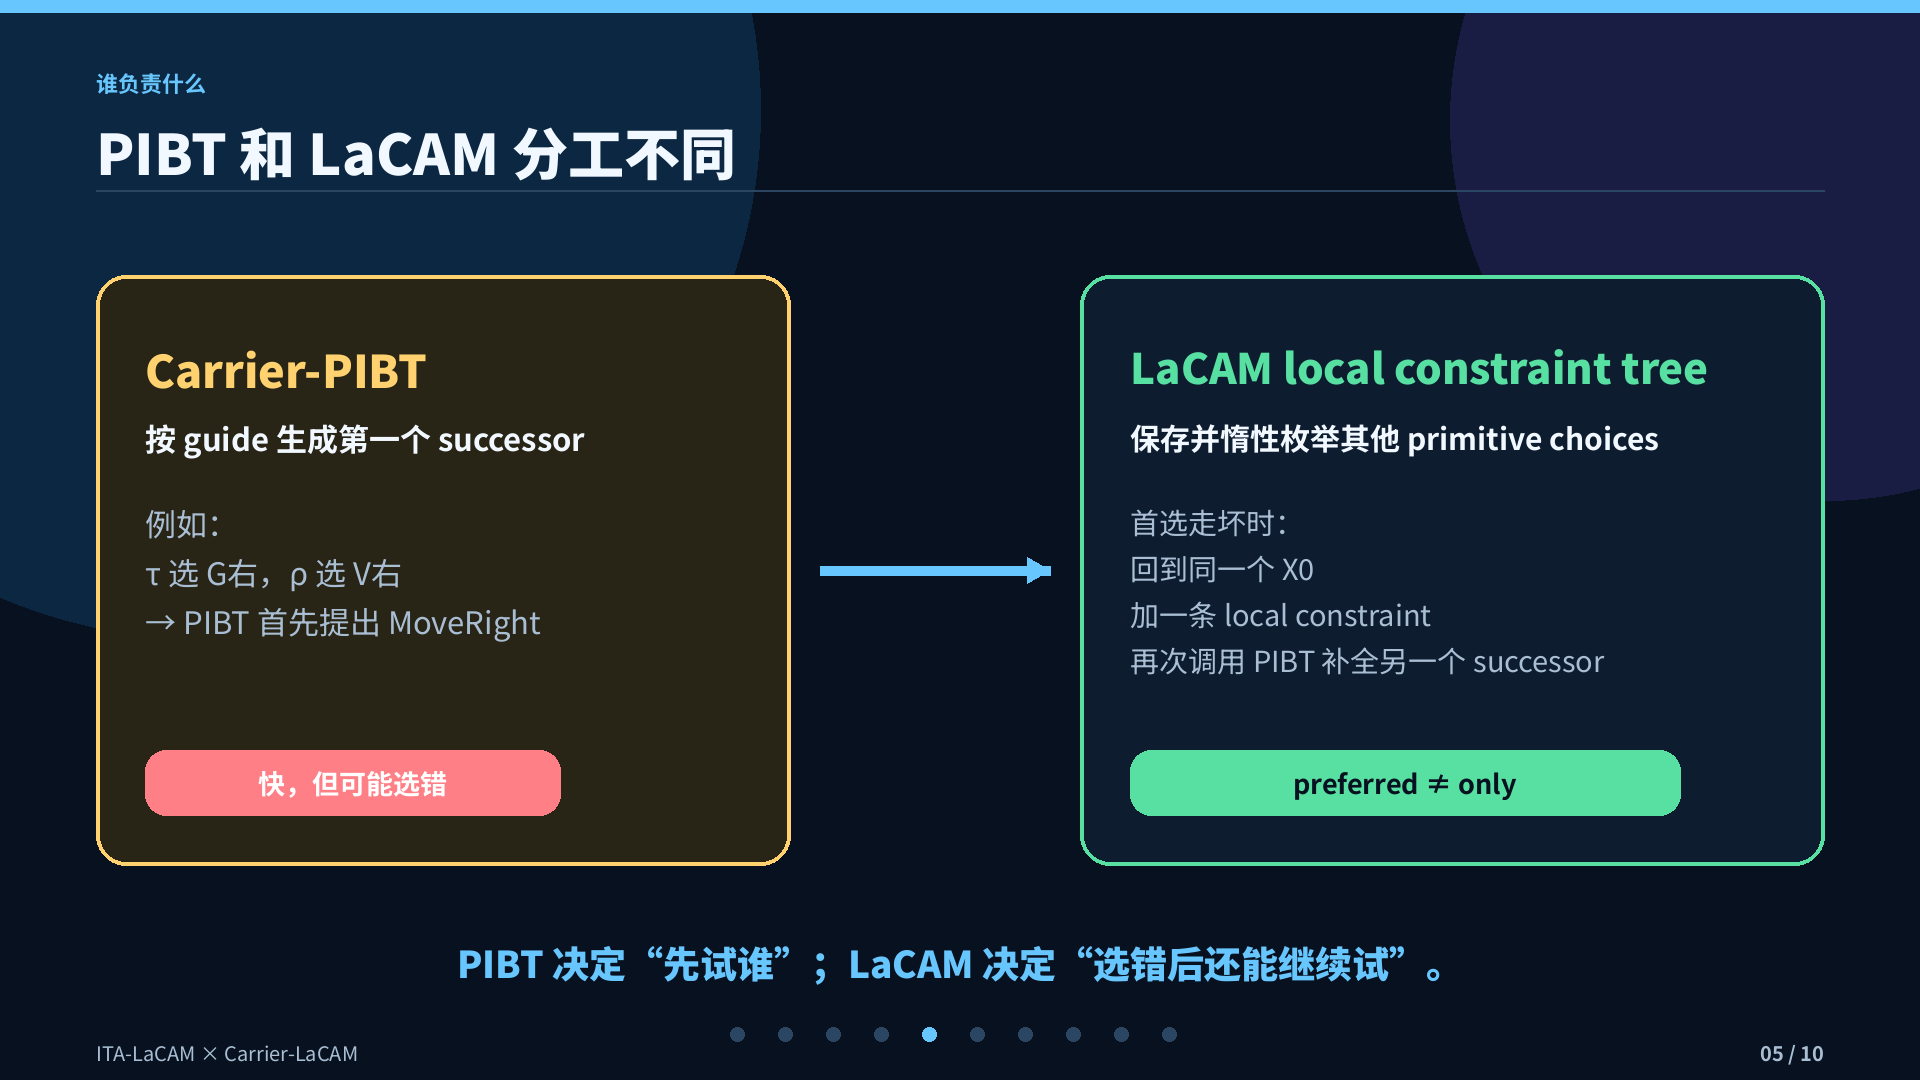 谁负责什么
PIBT 和 LaCAM 分工不同
Carrier-PIBT
按 guide 生成第一个 successor
例如：
τ 选 G右，ρ 选 V右
→ PIBT 首先提出 MoveRight
快，但可能选错
LaCAM local constraint tree
保存并惰性枚举其他 primitive choices
首选走坏时：
回到同一个 X0
加一条 local constraint
再次调用 PIBT 补全另一个 successor
preferred ≠ only
PIBT 决定“先试谁”；LaCAM 决定“选错后还能继续试”。
ITA-LaCAM × Carrier-LaCAM
05 / 10